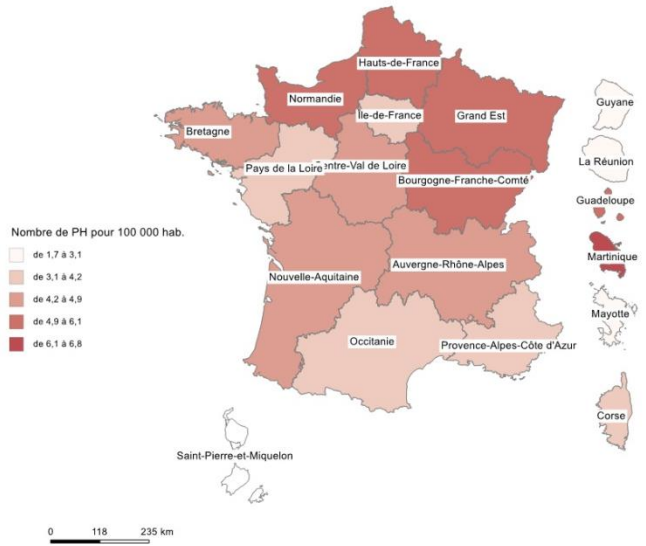 Hauts-de-France
Normandie
Île-de-France
Grand Est
Guyane
Bretagne
La Réunion
Pays de la Loire
entre-Val de Loire
Bourgogne-Franche-Comté
Guadeloupe
Nombre de PH pour 100 000 hab.
de 1,7 à 3,1
de 3,1 à 4,2
de 4,2 à 4,9
de 4,9 à 6,1
de 6,1 à 6,8
Martinique
Auvergne-Rhône-Alpes
Nouvelle-Aquitaine
Mayotte
Occitanie
Provence-Alpes-Côte d'Azur
Corse
Saint-Pierre-et-Miquelon
0 118 235 km